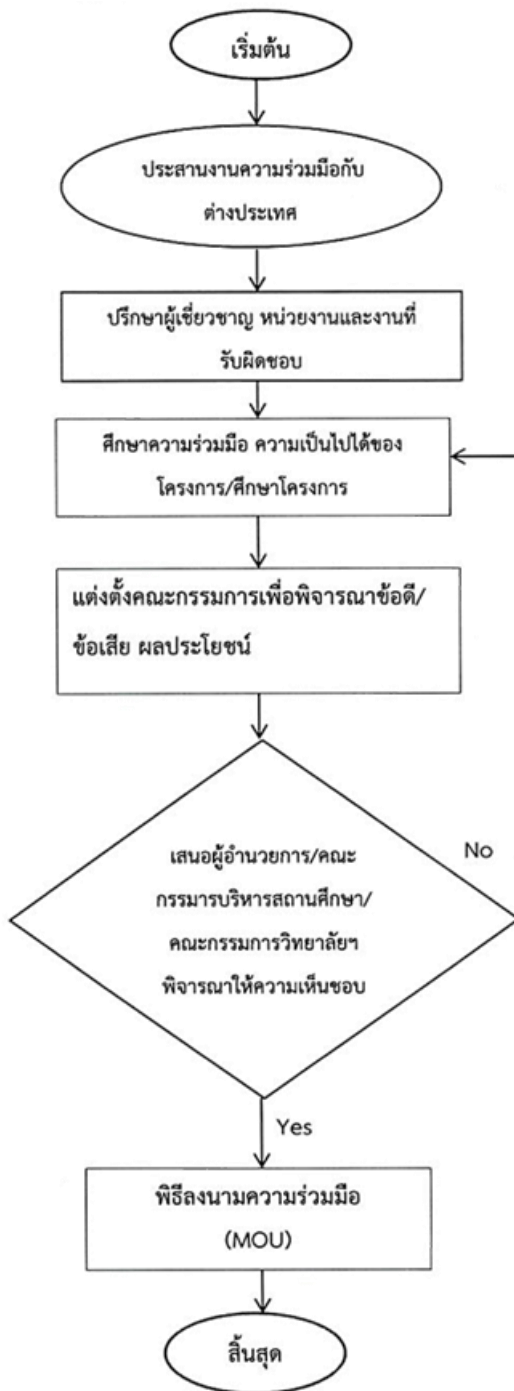 เริ่มต้น
ประสานงานความร่วมมือกับ
ต่างประเทศ
ปรึกษาผู้เชี่ยวชาญ หน่วยงานและงานที่
รับผิดชอบ
ศึกษาความร่วมมือ ความเป็นไปได้ของ
โครงการ/ศึกษาโครงการ
แต่งตั้งคณะกรรมการเพื่อพิจารณาข้อดี/
ข้อเสีย ผลประโยชน์
เสนอผู้อำนวยการ/คณะ
กรรมารบริหารสถานศึกษา/
คณะกรรมการวิทยาลัยฯ
พิจารณาให้ความเห็นชอบ
No
Yes
พิธีลงนามความร่วมมือ
(MOU)
สิ้นสุด